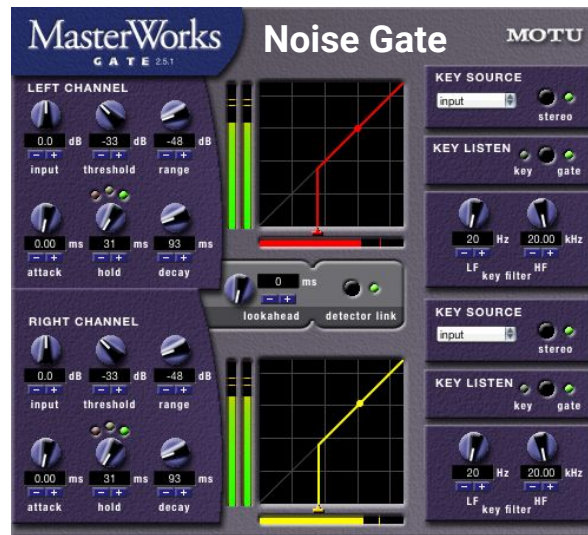 MasterWorks
GATE 2.5.1
Noise Gate
MOTU
LEFT CHANNEL
0.0 dB -33 dB -48 dB
- + - + - +
input threshold range
0.00 ms 31 ms 93 ms
- + - + - +
attack hold decay
KEY SOURCE
input
stereo
KEY LISTEN
key gate
20 Hz 20.00 kHz
- + - +
LF HF
key filter
0 ms
- +
lookahead detector link
RIGHT CHANNEL
0.0 dB -33 dB -48 dB
- + - + - +
input threshold range
0.00 ms 31 ms 93 ms
- + - + - +
attack hold decay
KEY SOURCE
input
stereo
KEY LISTEN
key gate
20 Hz 20.00 kHz
- + - +
LF HF
key filter